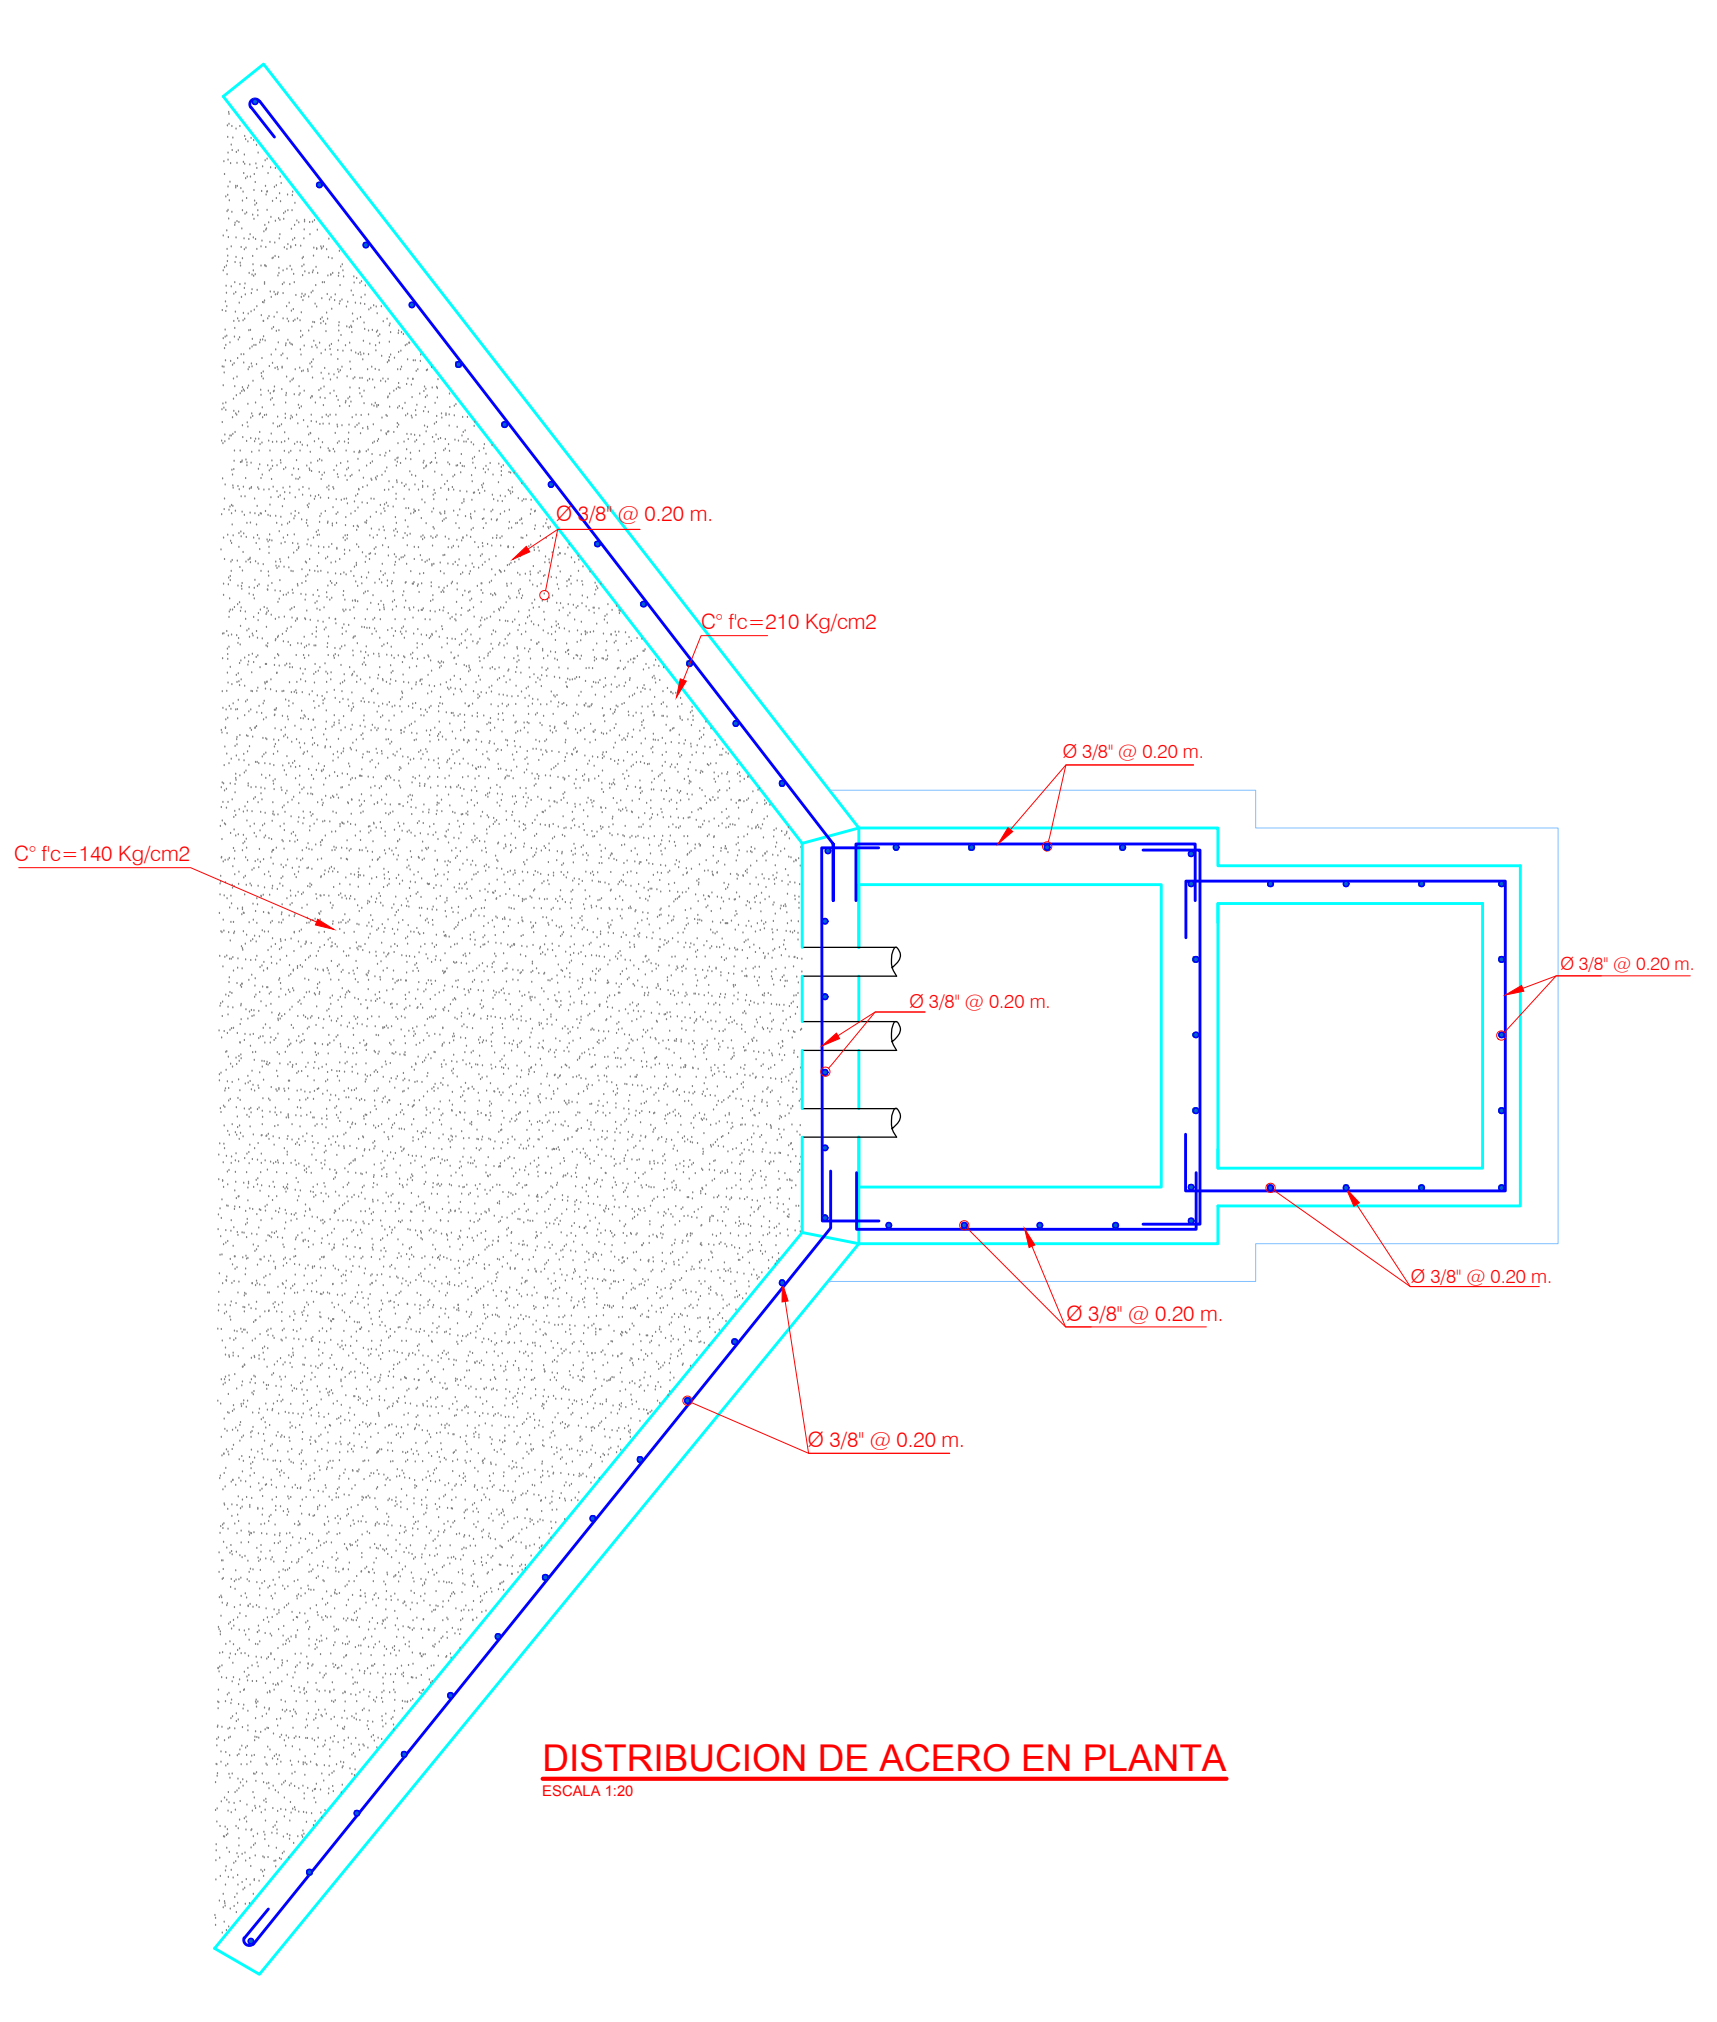 Ø 3/8" @ 0.20 m.
C° f'c=210 Kg/cm2
Ø 3/8" @ 0.20 m.
C° f'c=140 Kg/cm2
Ø 3/8" @ 0.20 m.
Ø 3/8" @ 0.20 m.
Ø 3/8" @ 0.20 m.
Ø 3/8" @ 0.20 m.
Ø 3/8" @ 0.20 m.
DISTRIBUCION DE ACERO EN PLANTA
ESCALA 1:20